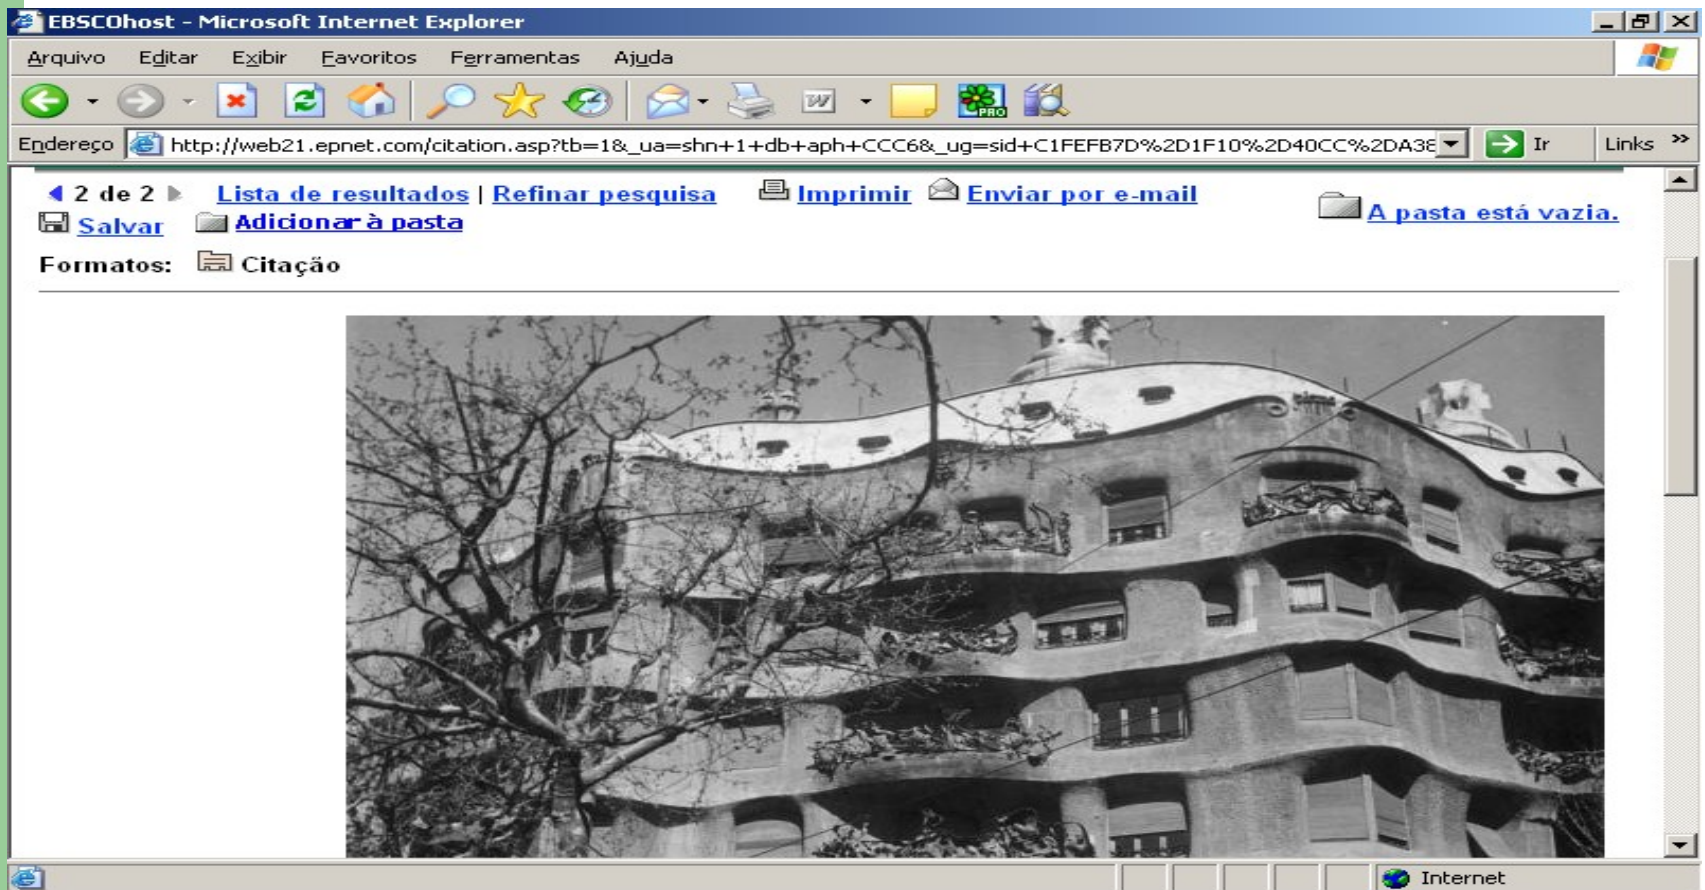 EBSCOhost - Microsoft Internet Explorer
Arquivo Editar Exibir Favoritos Ferramentas Ajuda
W PRO
Endereço http://web21.epnet.com/citation.asp?tb=1&_ua=shn+1+db+aph+CCC6&_ug=sid+C1FEFB7D%2D1F10%2D40CC%2DA38 Ir Links »
2 de 2 Lista de resultados | Refinar pesquisa Imprimir Enviar por e-mail
Salvar Adicionar à pasta A pasta está vazia.
Formatos: Citação
Internet